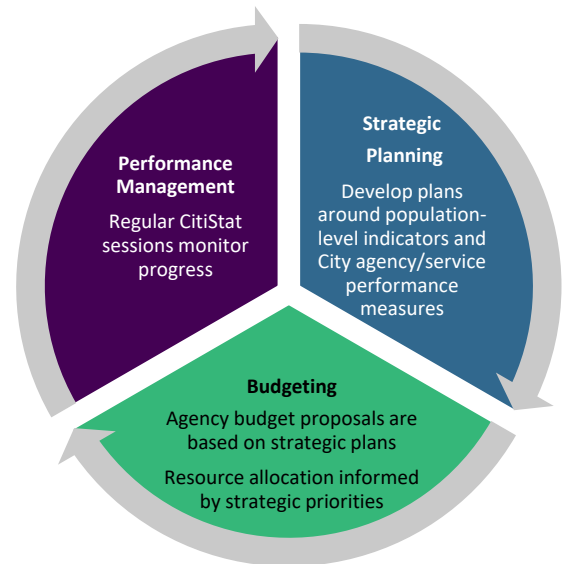 Performance
Management
Regular CitiStat
sessions monitor
progress
Strategic
Planning
Develop plans
around population-
level indicators and
City agency/service
performance
measures
Budgeting
Agency budget proposals are
based on strategic plans
Resource allocation informed
by strategic priorities